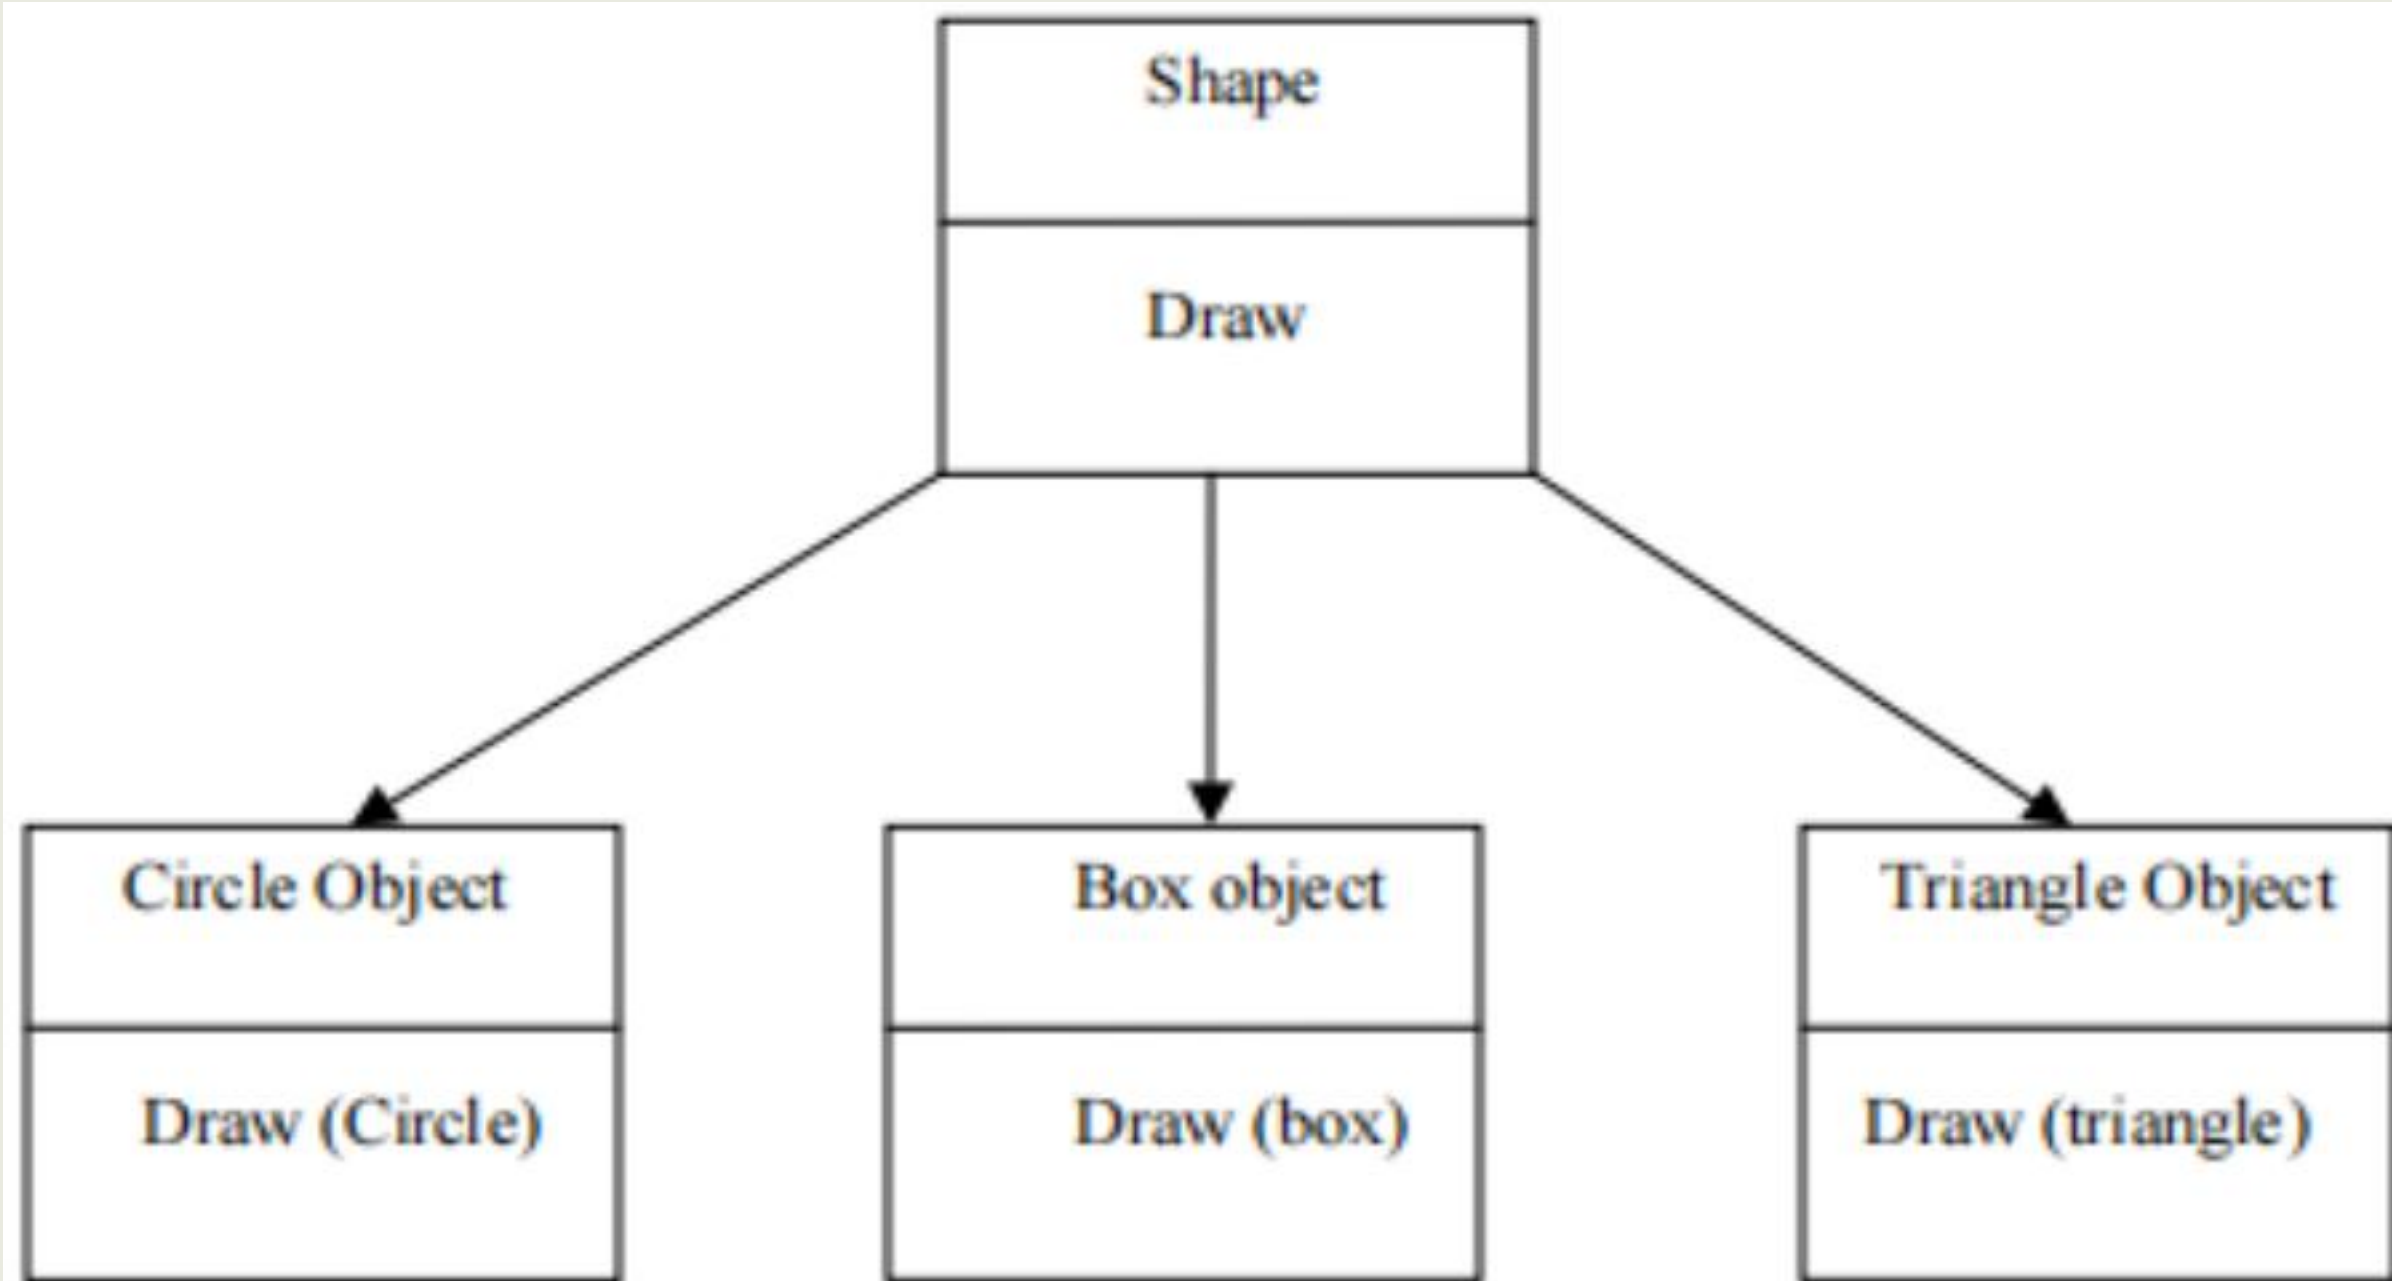 Shape
Draw
Circle Object
Draw (Circle)
Box object
Draw (box)
Triangle Object
Draw (triangle)